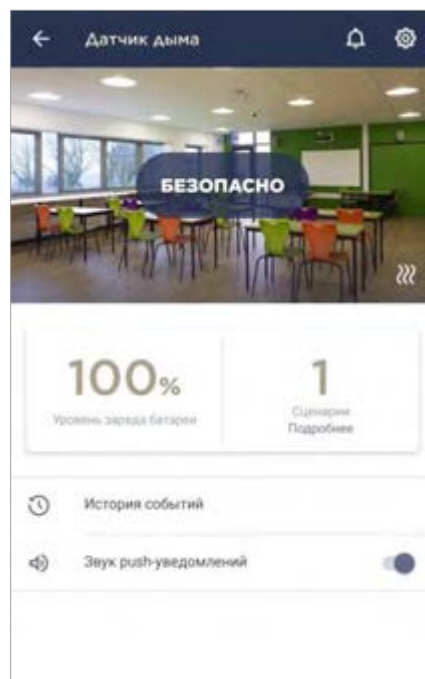 Датчик дыма
БЕЗОПАСНО
100%
1
Уровень заряда батареи
Сценарии
Подробнее
История событий
Звук push-уведомлений